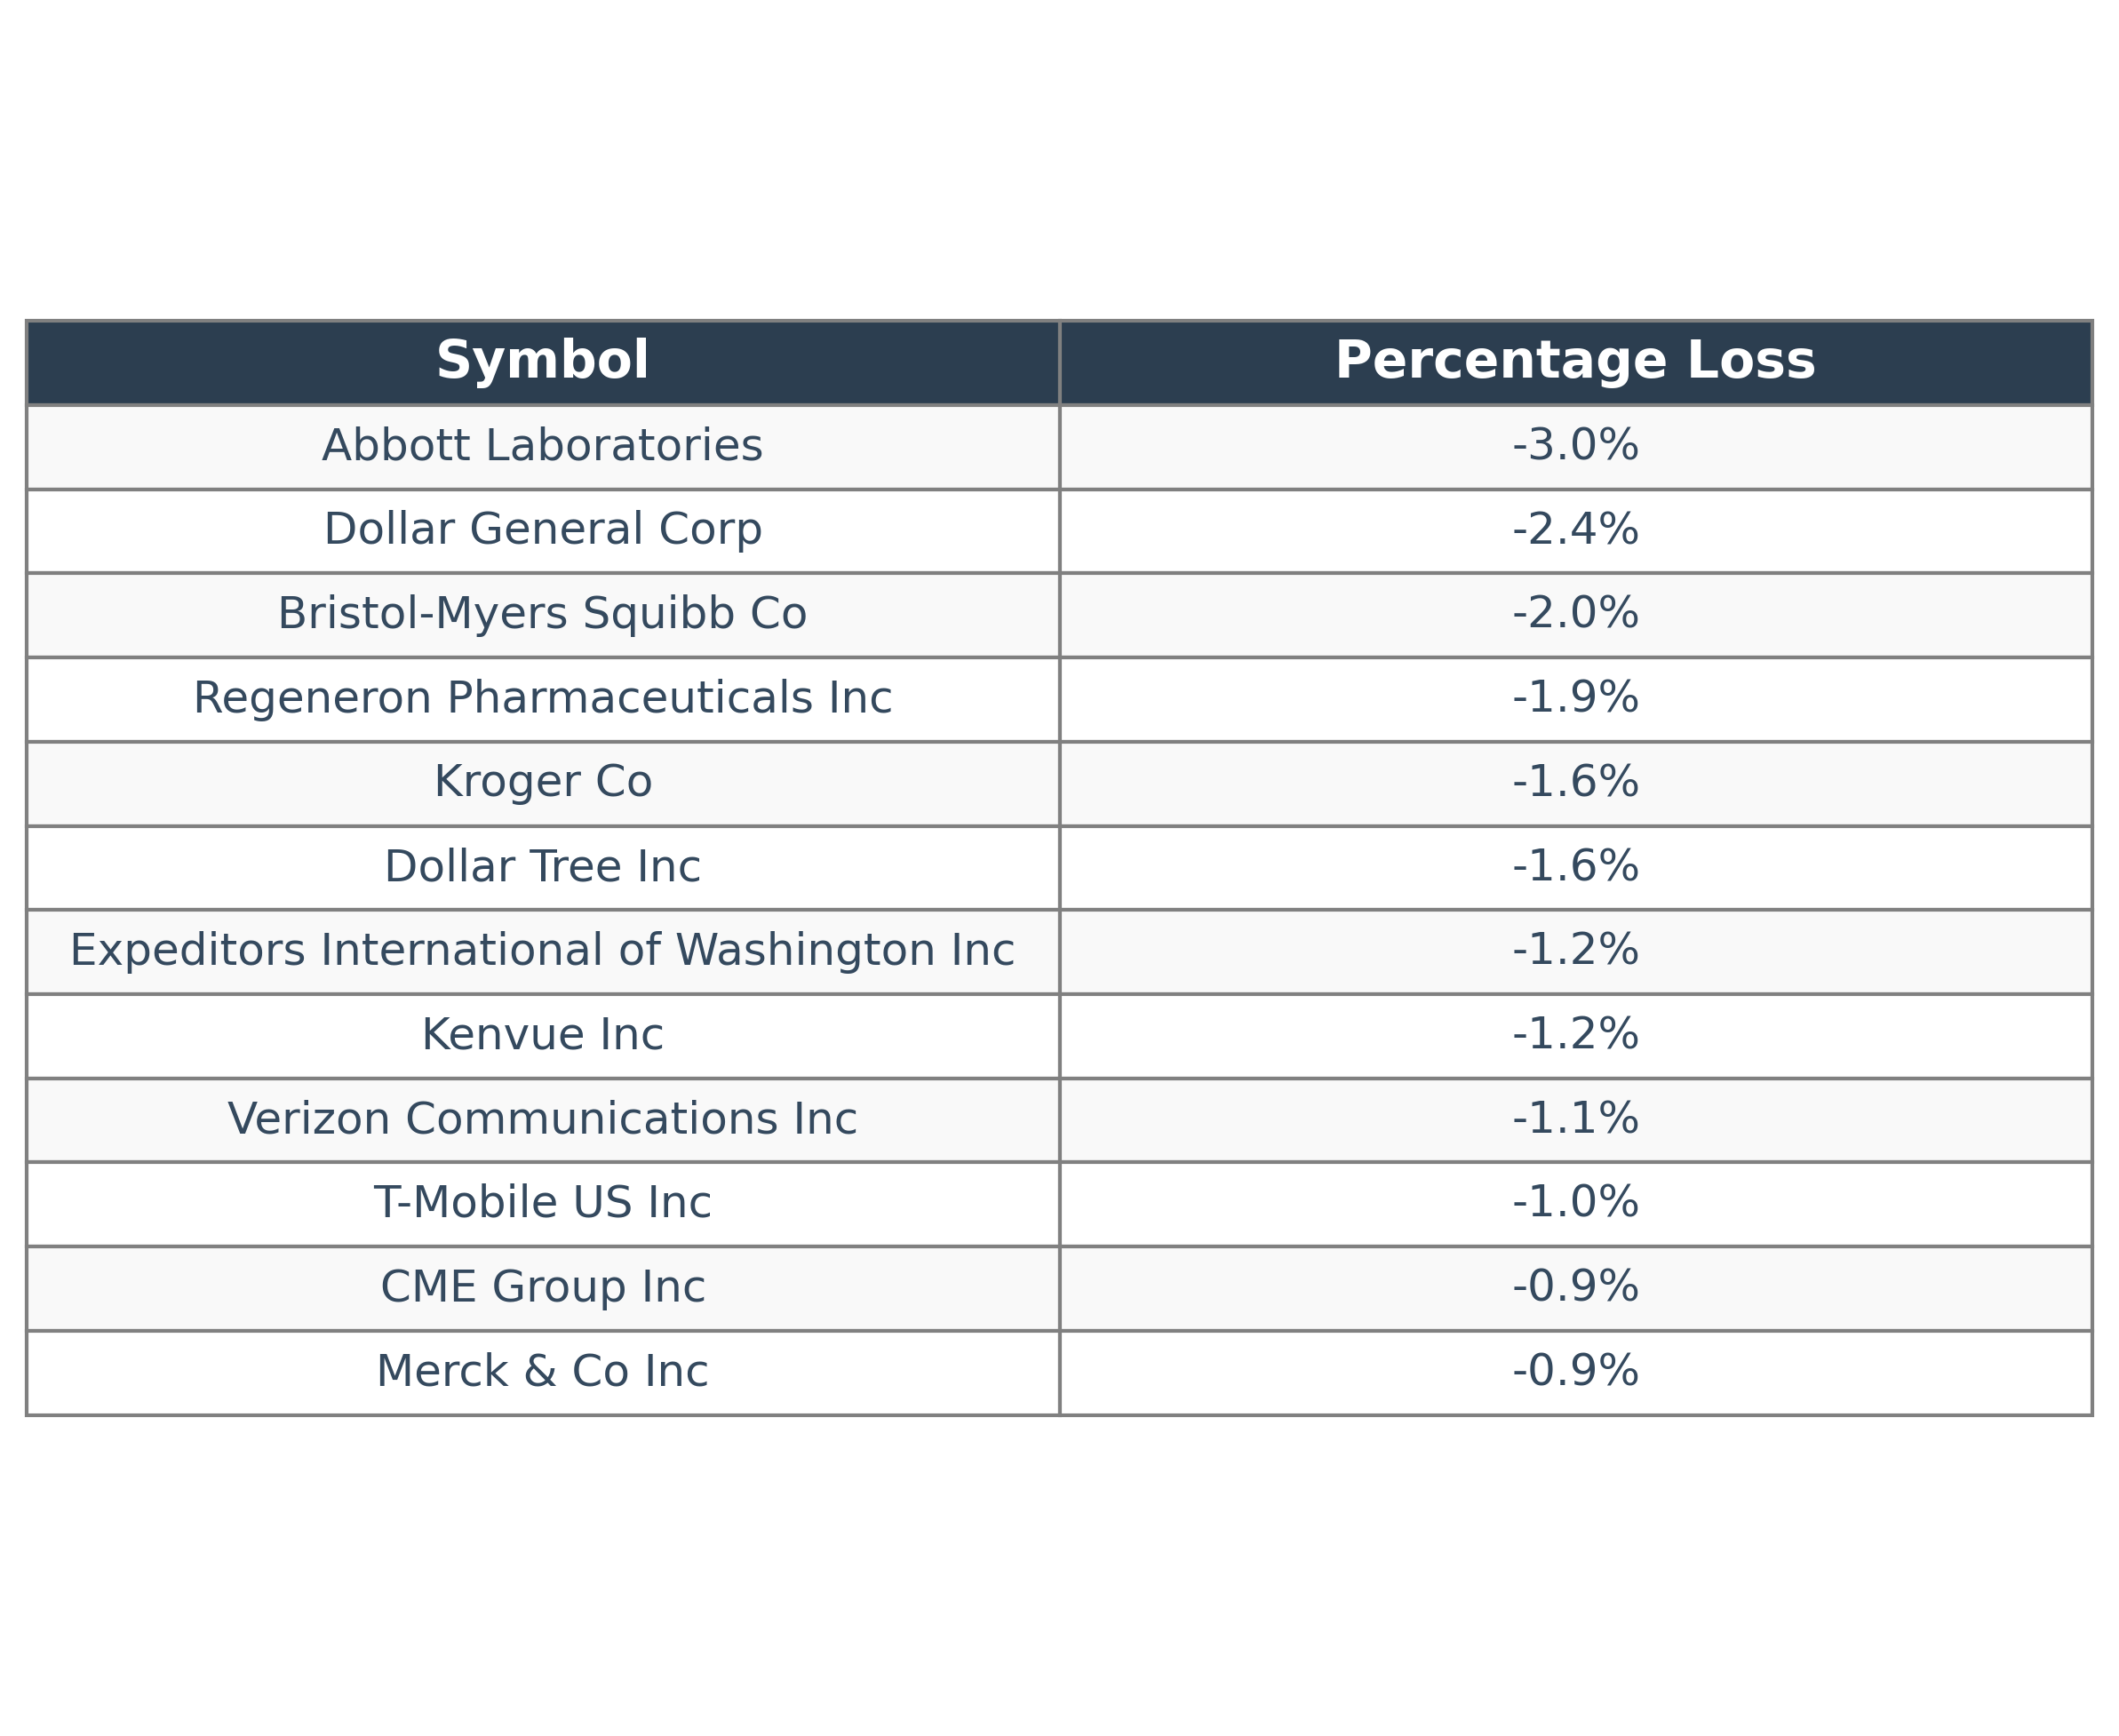 Symbol Percentage Loss
Abbott Laboratories -3.0%
Dollar General Corp -2.4%
Bristol-Myers Squibb Co -2.0%
Regeneron Pharmaceuticals Inc -1.9%
Kroger Co -1.6%
Dollar Tree Inc -1.6%
Expeditors International of Washington Inc -1.2%
Kenvue Inc -1.2%
Verizon Communications Inc -1.1%
T-Mobile US Inc -1.0%
CME Group Inc -0.9%
Merck & Co Inc -0.9%